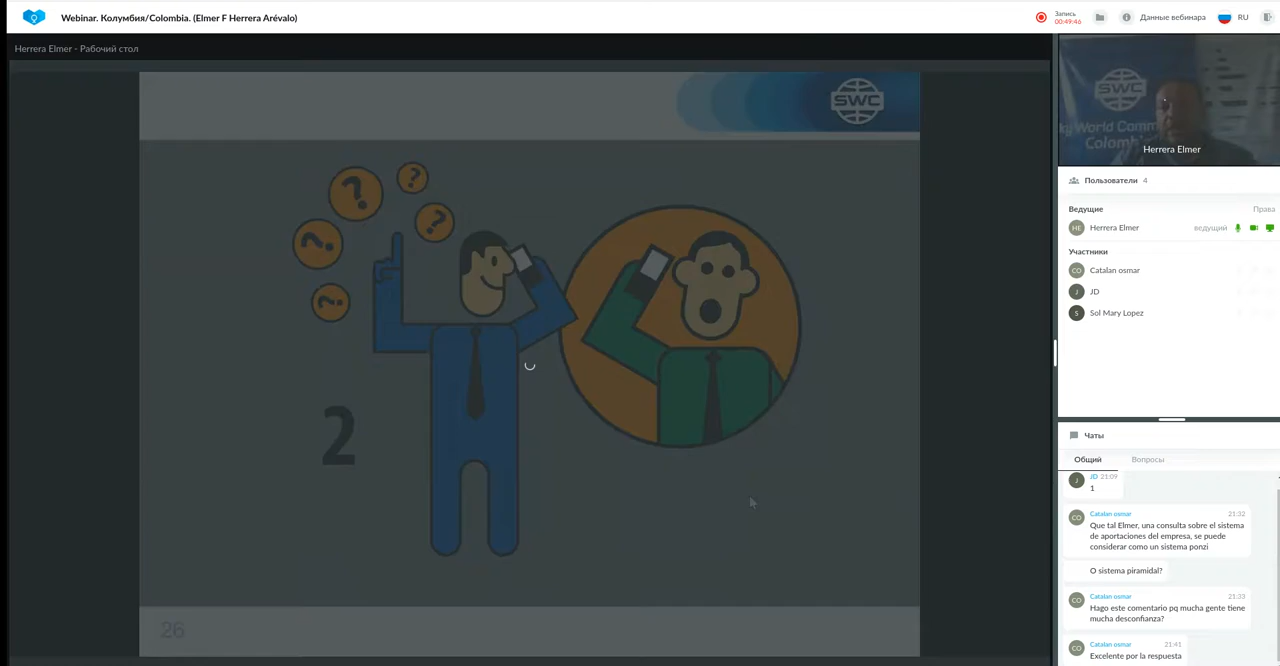 Webinar. Колумбия/Colombia. (Elmer F Herrera Arévalo)
Запись
00:49:46
Данные вебинара
RU
Herrera Elmer - Рабочий стол
SWC
? ? ? ? ?
2
26
SWC
World Comm
Colombia
Herrera Elmer
Пользователи 4
Ведущие Права
HE Herrera Elmer ведущий
Участники
CO Catalan osmar
J JD
S Sol Mary Lopez
Чаты
Общий Вопросы
J JD 21:09
1
CO Catalan osmar 21:32
Que tal Elmer, una consulta sobre el sistema
de aportaciones del empresa, se puede
considerar como un sistema ponzi
O sistema piramidal?
CO Catalan osmar 21:33
Hago este comentario pq mucha gente tiene
mucha desconfianza?
CO Catalan osmar 21:41
Excelente por la respuesta